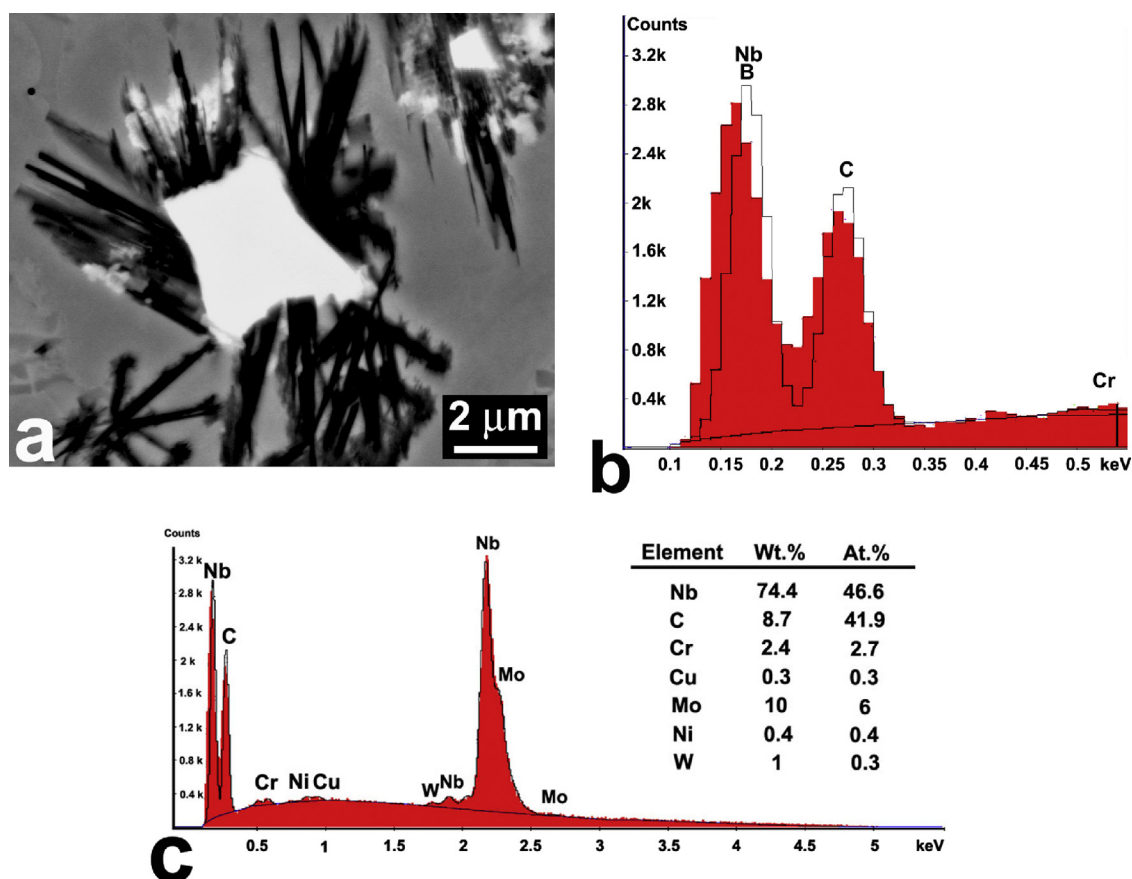 a
2 µm
Counts
3.2k
2.8k
2.4k
2k
1.6k
1.2k
0.8k
0.4k
Nb
B
C
Cr
0.1 0.15 0.2 0.25 0.3 0.35 0.4 0.45 0.5 keV
b
Counts
3.2 k
2.8 k
2.4 k
2 k
1.6 k
1.2 k
0.8 k
0.4 k
Nb
C
Cr
Ni
Cu
W
Nb
Nb
Mo
Mo
0.5 1 2 2 3 3 4 4 5 keV
c
Element Wt.% At.%
Nb 74.4 46.6
C 8.7 41.9
Cr 2.4 2.7
Cu 0.3 0.3
Mo 10 6
Ni 0.4 0.4
W 1 0.3